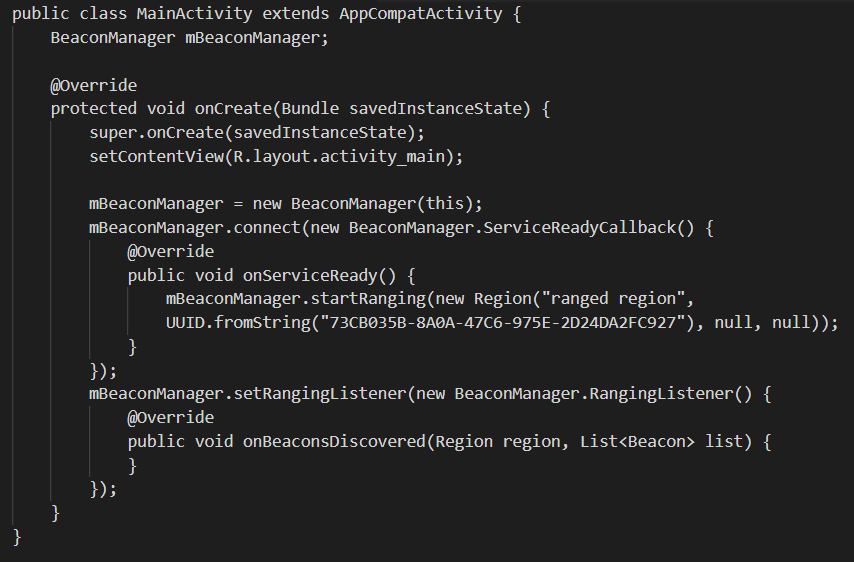 public class MainActivity extends AppCompatActivity {
BeaconManager mBeaconManager;
@Override
protected void onCreate(Bundle savedInstanceState) {
super.onCreate(savedInstanceState);
setContentView(R.layout.activity_main);
mBeaconManager = new BeaconManager(this);
mBeaconManager.connect(new BeaconManager.ServiceReadyCallback() {
@Override
public void onServiceReady() {
mBeaconManager.startRanging(new Region("ranged region",
UUID.fromString("73CB035B-8A0A-47C6-975E-2D24DA2FC927"), null, null));
}
});
mBeaconManager.setRangingListener(new BeaconManager.RangingListener() {
@Override
public void onBeaconsDiscovered(Region region, List<Beacon> list) {
}
});
}
}